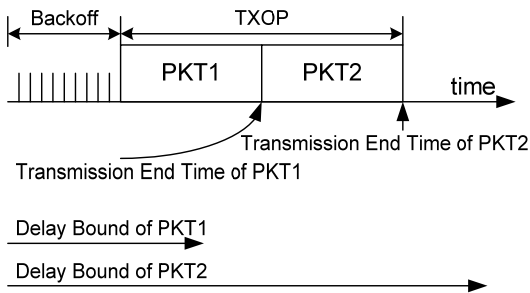 Backoff
TXOP
PKT1
PKT2
time
Transmission End Time of PKT2
Transmission End Time of PKT1
Delay Bound of PKT1
Delay Bound of PKT2